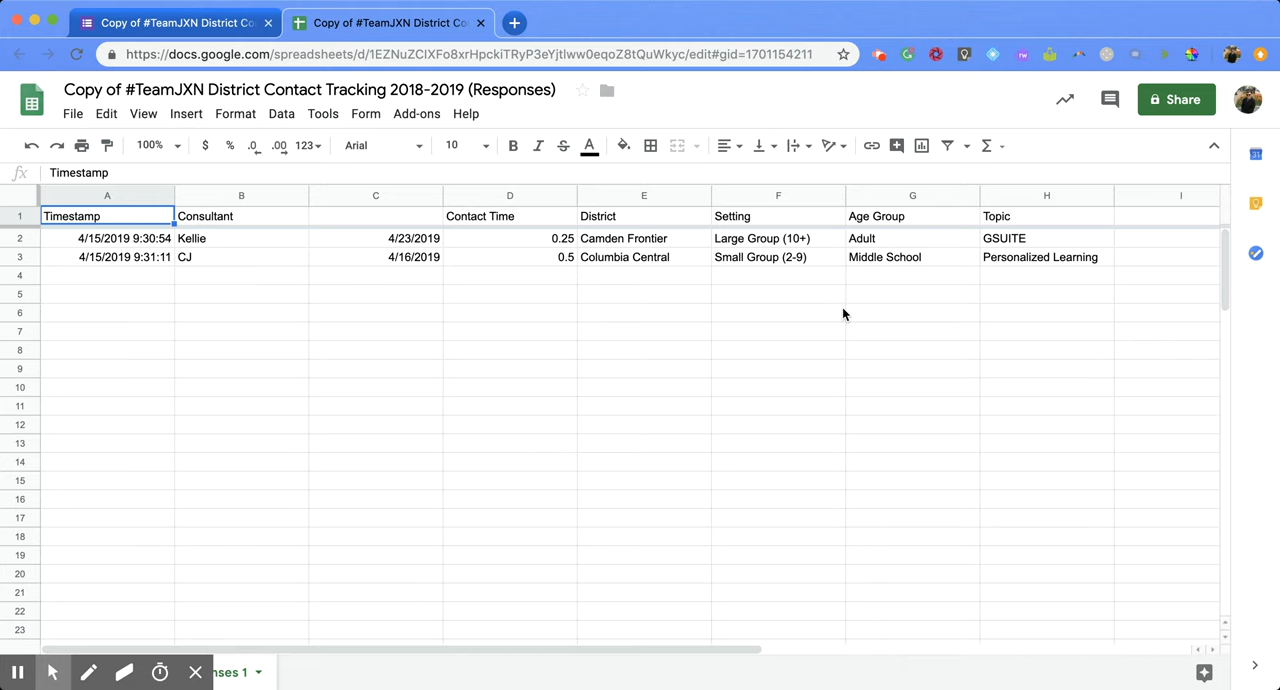 Copy of #TeamJXN District Co
Copy of #TeamJXN District Co
https://docs.google.com/spreadsheets/d/1EZNuZCIXFo8xrHpckiTRyP3eYjtlww0eqoZ8tQuWkyc/edit#gid=1701154211
Copy of #TeamJXN District Contact Tracking 2018-2019 (Responses)
Share
File Edit View Insert Format Data Tools Form Add-ons Help
100% $ % .0 .00 123 Arial 10 B I S A
fx Timestamp
A B C D E F G H I
1 Timestamp Consultant Contact Time District Setting Age Group Topic
2 4/15/2019 9:30:54 Kellie 4/23/2019 0.25 Camden Frontier Large Group (10+) Adult GSUITE
3 4/15/2019 9:31:11 CJ 4/16/2019 0.5 Columbia Central Small Group (2-9) Middle School Personalized Learning
4
5
6
7
8
9
10
11
12
13
14
15
16
17
18
19
20
21
22
23
nses 1